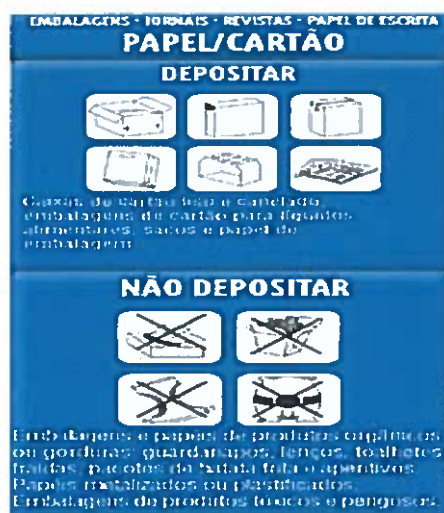 EMBALAGENS • JORNAIS • REVISTAS • PAPEL DE ESCRITA
PAPEL/CARTÃO
DEPOSITAR
Caixas de cartão liso e canelado,
embalagens de cartão para líquidos
alimentares, sacos e papel de
embalagem
NÃO DEPOSITAR
Embalagens e papéis de produtos orgânicos
ou gorduras: guardanapos, lenços, toalhetes
fraldas, pacotes de batata frita e aperitivos.
Papéis metalizados ou plastificados.
Embalagens de produtos tóxicos e perigosos.